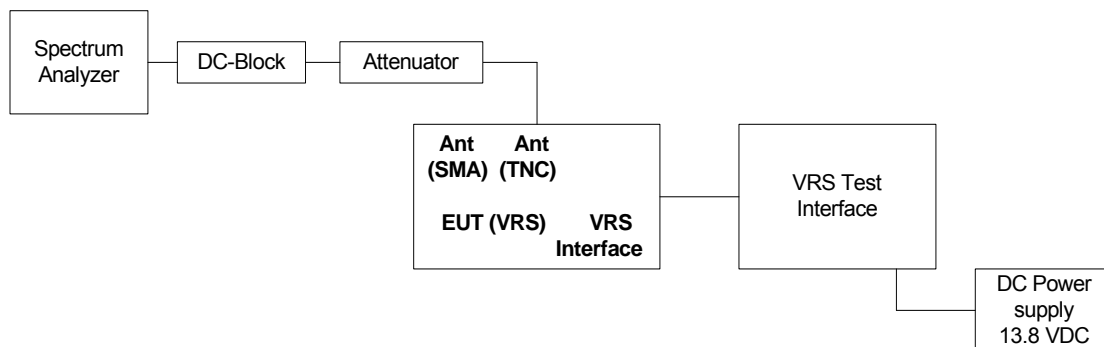 Spectrum
Analyzer
DC-Block
Attenuator
Ant Ant
(SMA) (TNC)
EUT (VRS) VRS
Interface
VRS Test
Interface
DC Power
supply
13.8 VDC